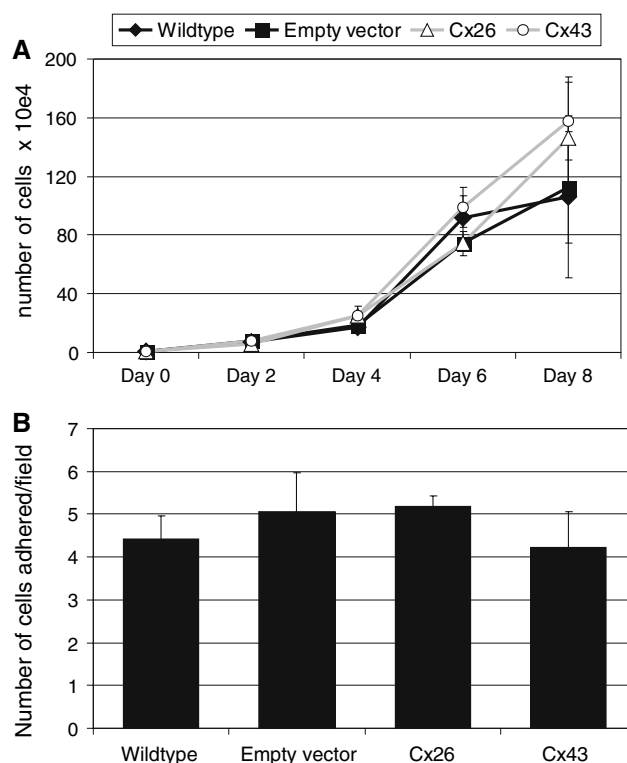 Wildtype Empty vector Cx26 Cx43
A
number of cells x 10e4
200
160
120
80
40
0
Day 0 Day 2 Day 4 Day 6 Day 8
B
Number of cells adhered/field
7
6
5
4
3
2
1
0
Wildtype Empty vector Cx26 Cx43